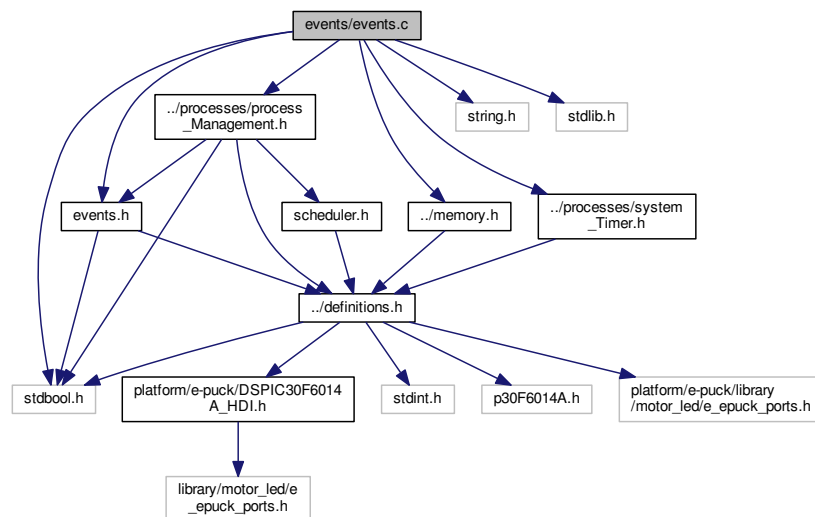 events/events.c
../processes/process
_Management.h
string.h
stdlib.h
events.h
scheduler.h
../memory.h
../processes/system
_Timer.h
../definitions.h
stdbool.h
platform/e-puck/DSPIC30F6014
A_HDI.h
stdint.h
p30F6014A.h
platform/e-puck/library
/motor_led/e_epuck_ports.h
library/motor_led/e
_epuck_ports.h